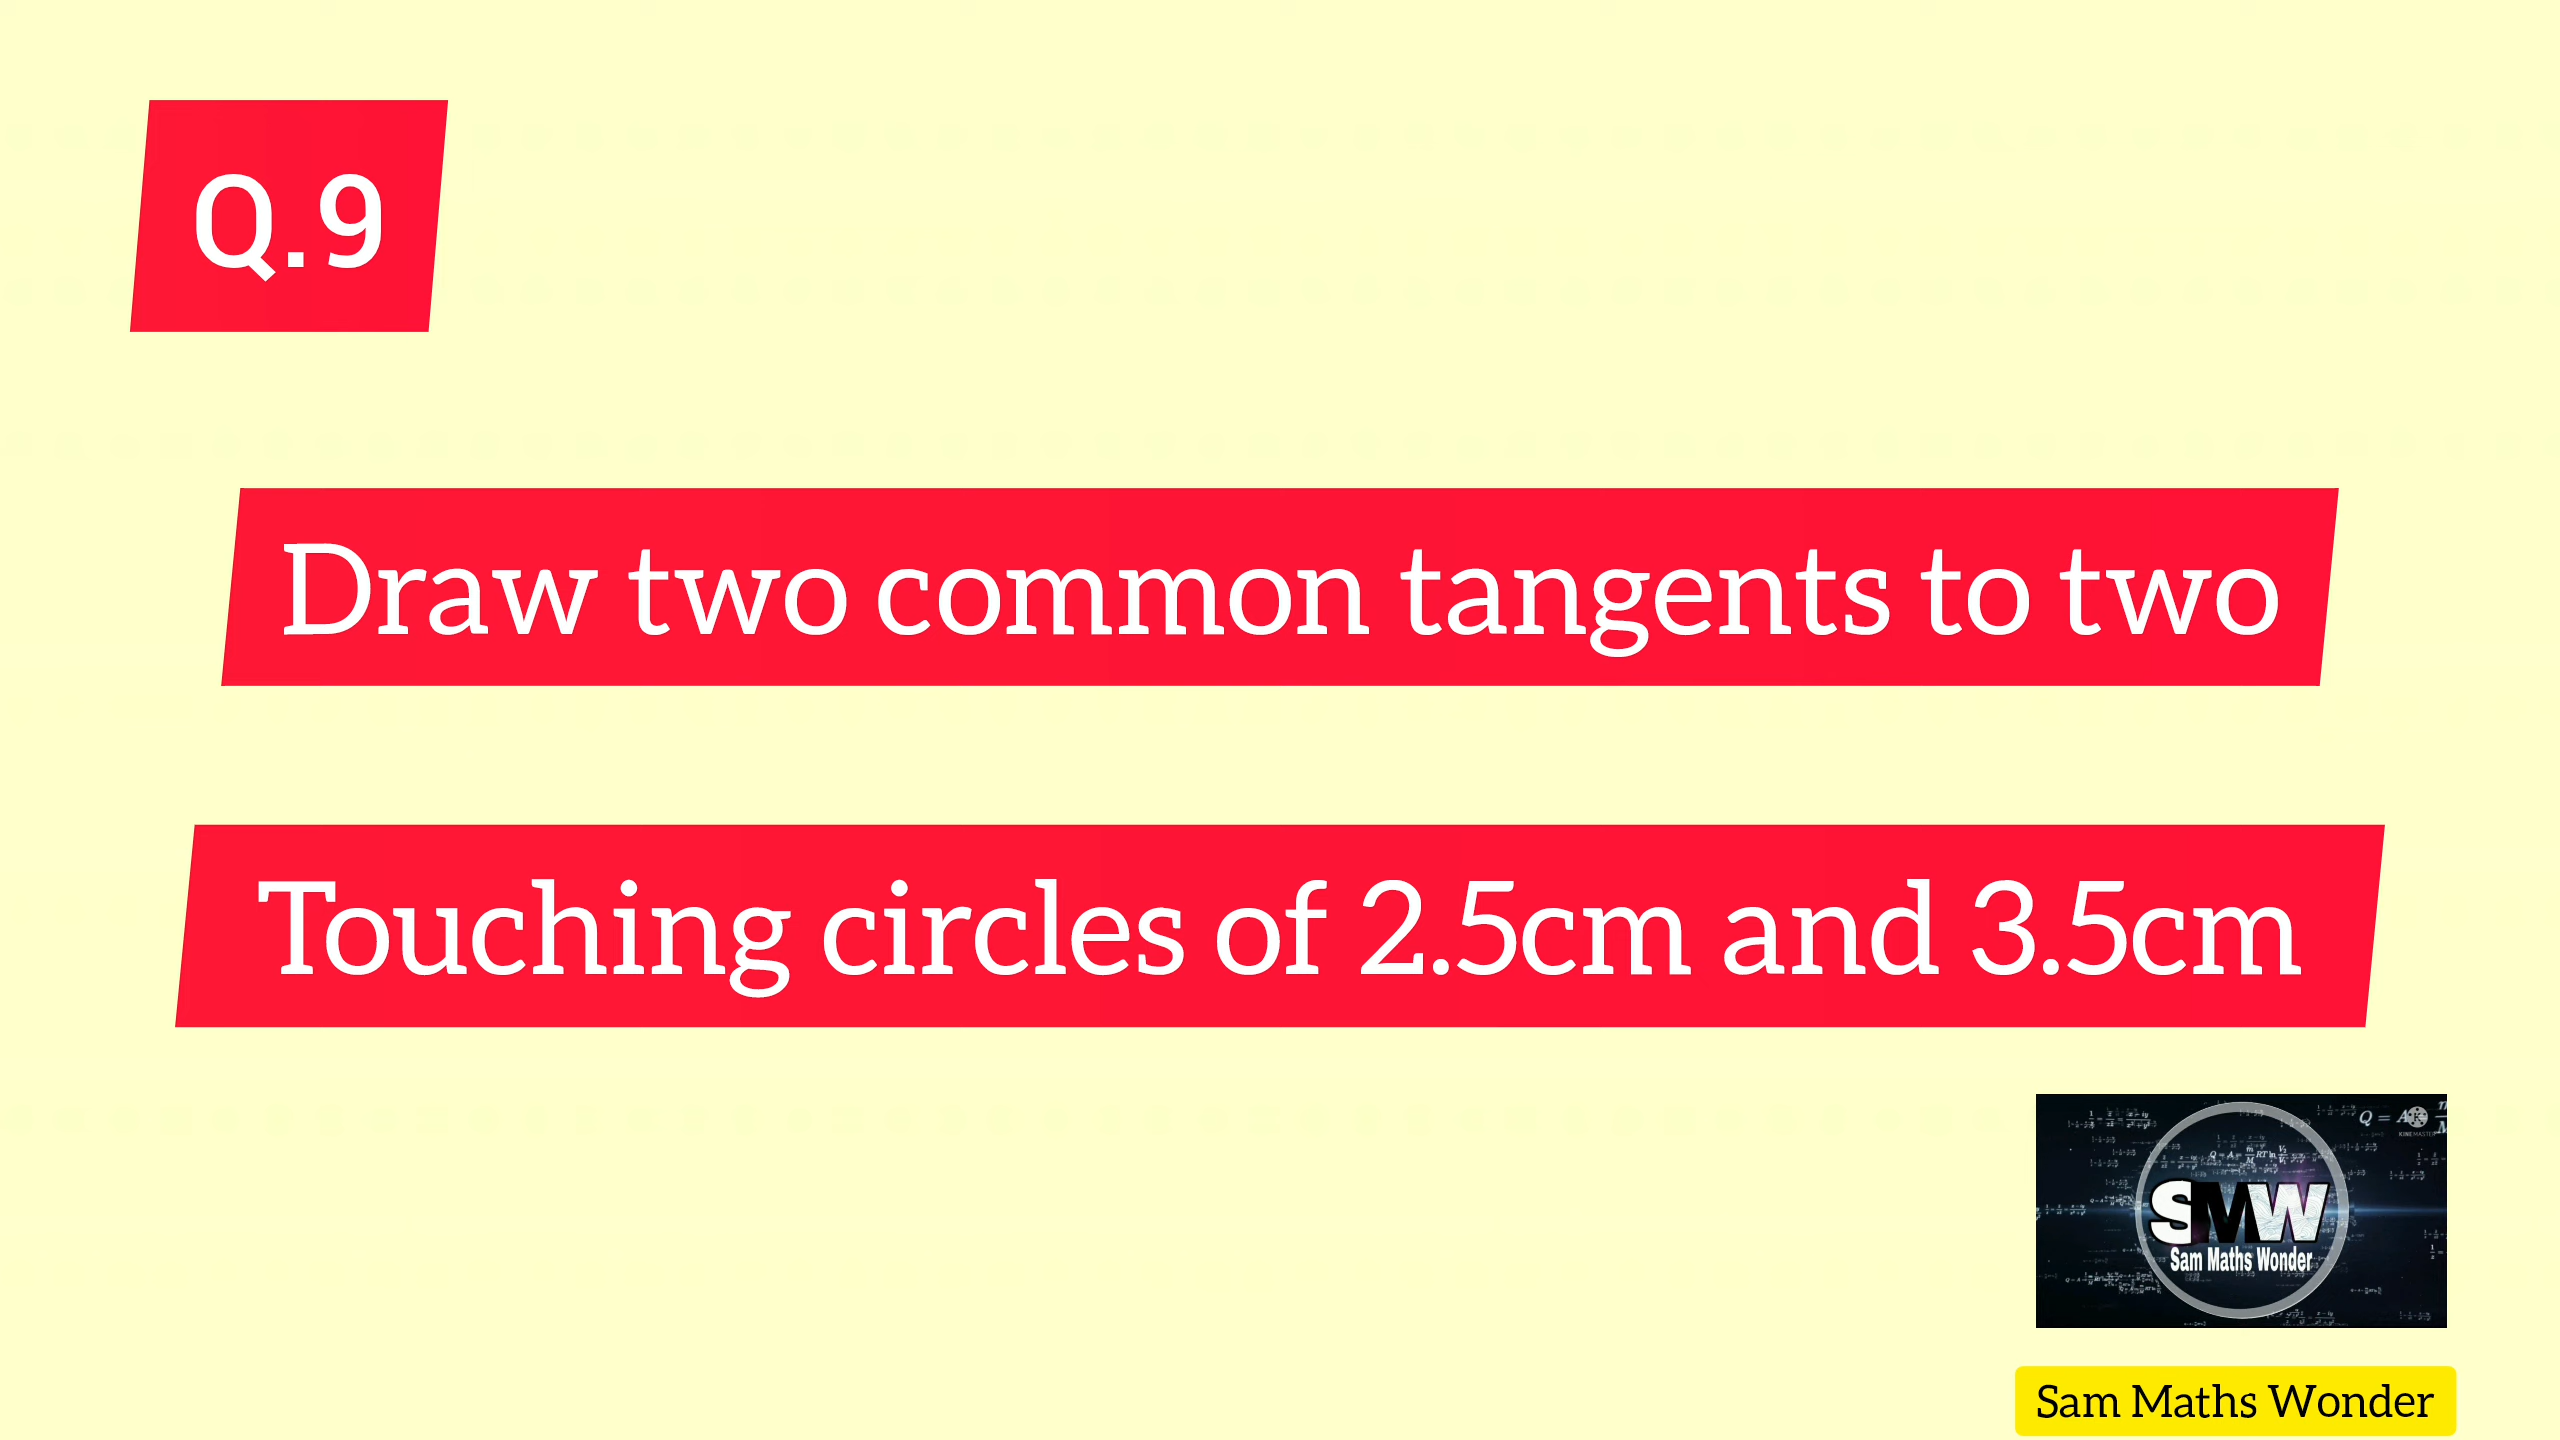 Q.9
Draw two common tangents to two
Touching circles of 2.5cm and 3.5cm
SMW
Sam Maths Wonder
Sam Maths Wonder